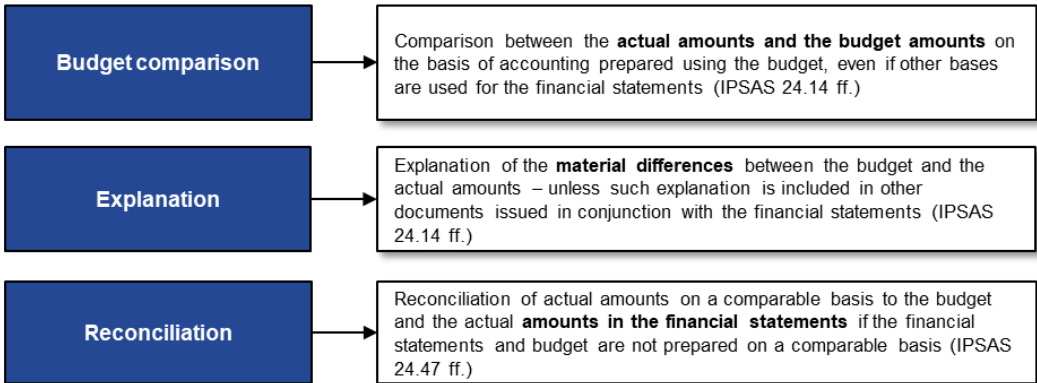 Budget comparison
Comparison between the actual amounts and the budget amounts on
the basis of accounting prepared using the budget, even if other bases
are used for the financial statements (IPSAS 24.14 ff.)
Explanation
Explanation of the material differences between the budget and the
actual amounts – unless such explanation is included in other
documents issued in conjunction with the financial statements (IPSAS
24.14 ff.)
Reconciliation
Reconciliation of actual amounts on a comparable basis to the budget
and the actual amounts in the financial statements if the financial
statements and budget are not prepared on a comparable basis (IPSAS
24.47 ff.)